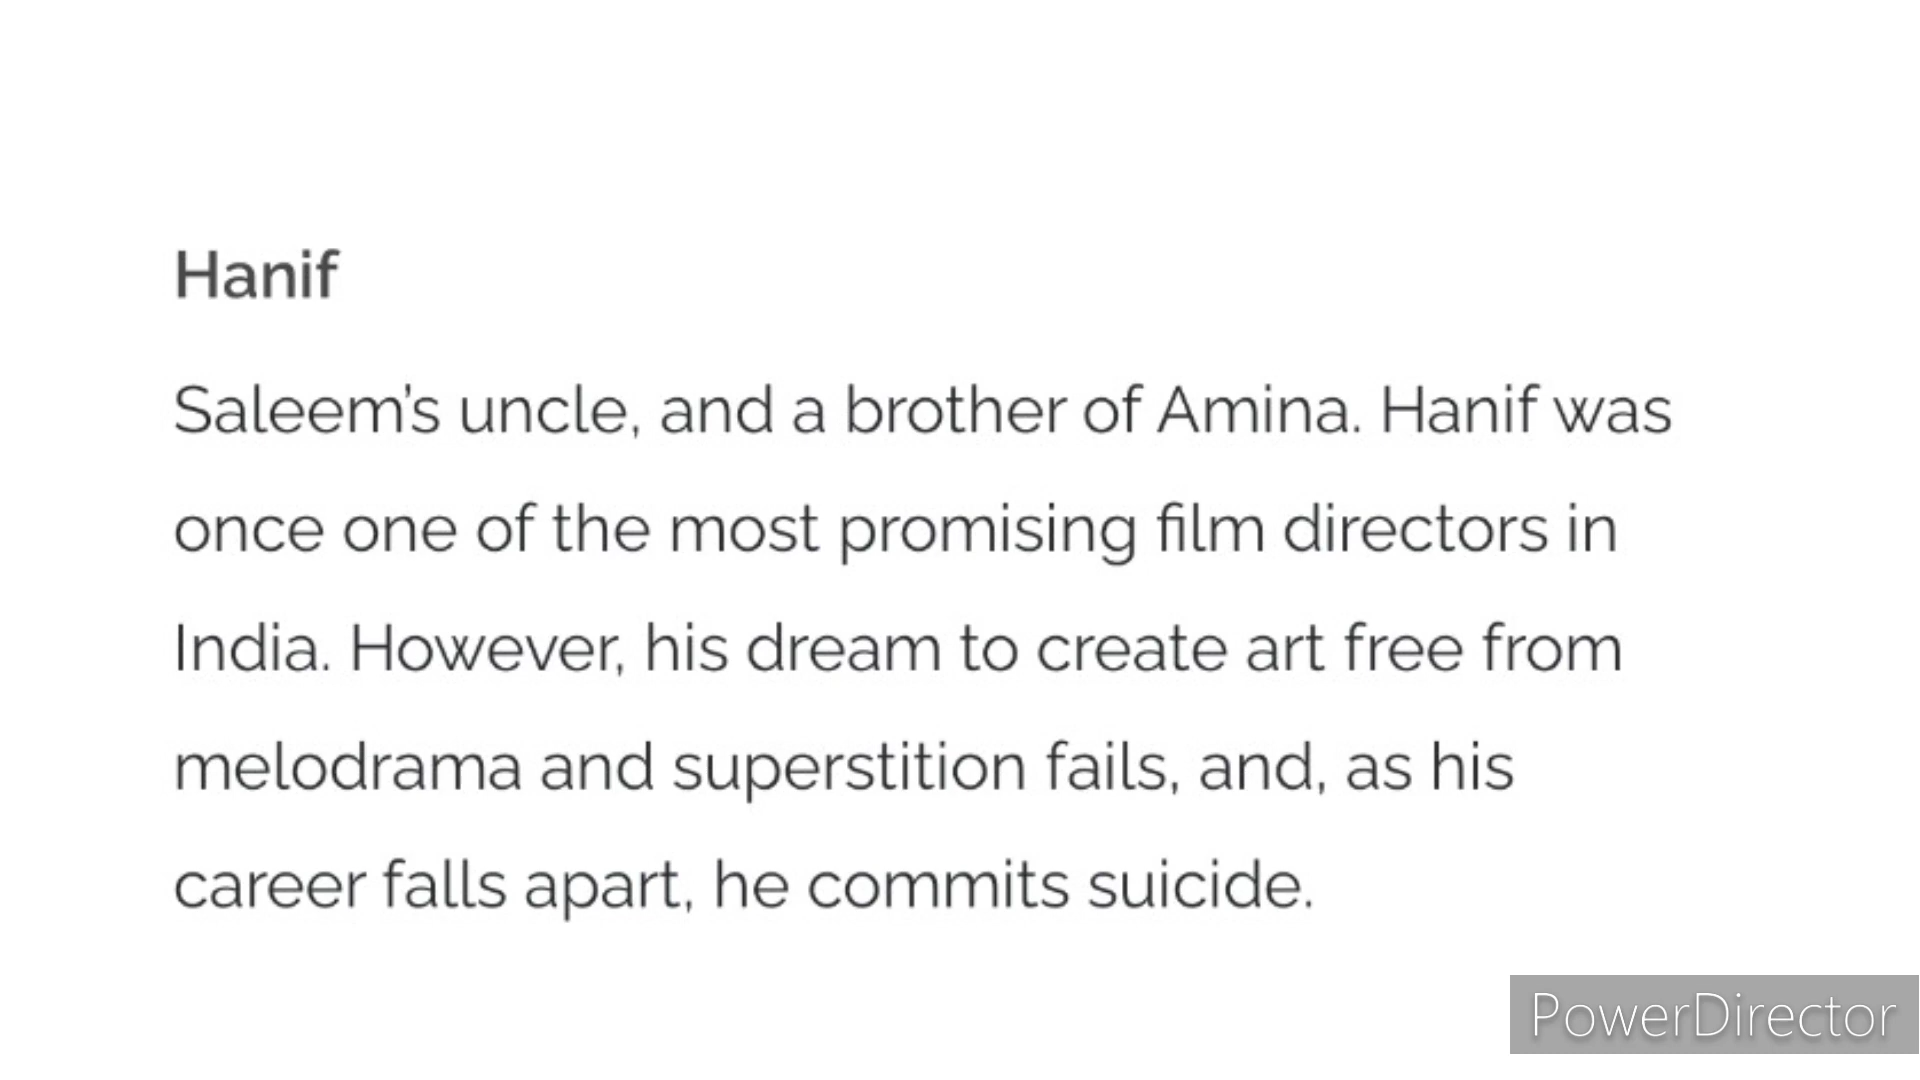 Hanif
Saleem's uncle, and a brother of Amina. Hanif was
once one of the most promising film directors in
India. However, his dream to create art free from
melodrama and superstition fails, and, as his
career falls apart, he commits suicide.
PowerDirector